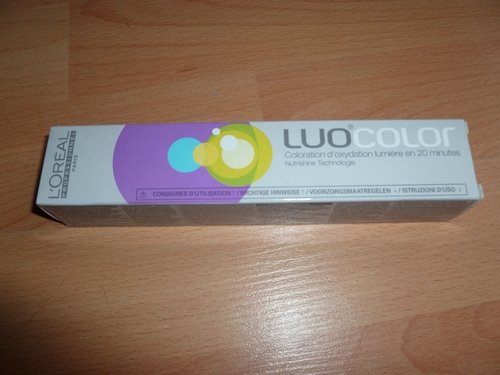 L'ORÉAL
PROFESSIONNEL
PARIS
LUOCOLOR
Coloration d'oxydation lumière en 20 minutes
Nutrishine Technologie
CONSIGNES D'UTILISATION ! / WICHTIGE HINWEISE ! / VOORZORGSMAATREGELEN ! / ISTRUZIONI D'USO